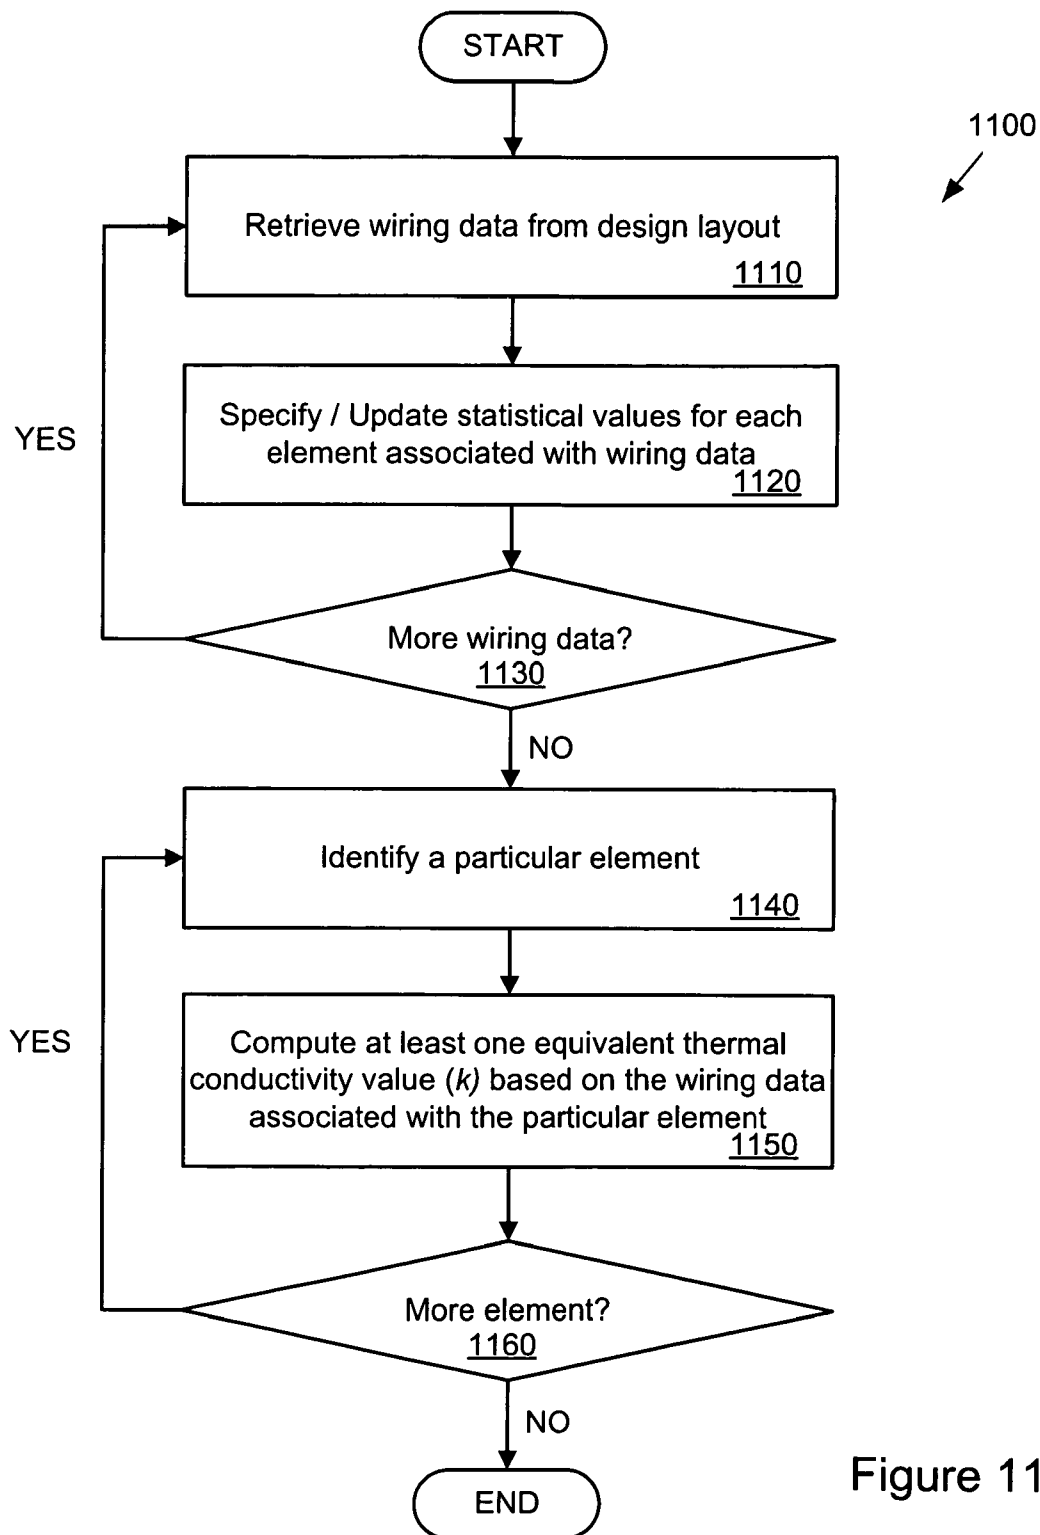 START
1100
Retrieve wiring data from design layout
1110
Specify / Update statistical values for each
element associated with wiring data
1120
YES
More wiring data?
1130
NO
Identify a particular element
1140
YES
Compute at least one equivalent thermal
conductivity value (k) based on the wiring data
associated with the particular element
1150
More element?
1160
NO
END
Figure 11